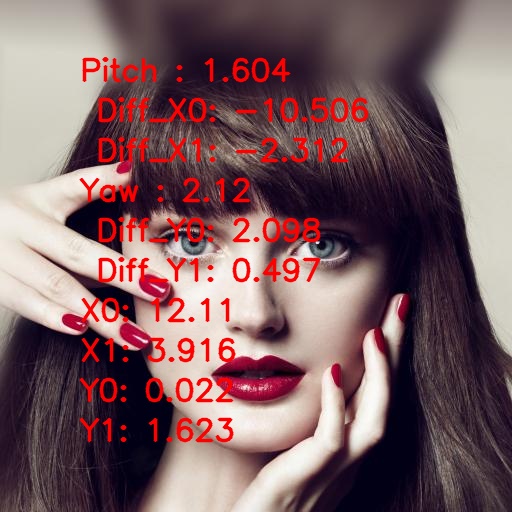 Pitch : 1.604
Diff_X0: -10.506
Diff_X1: -2.312
Yaw : 2.12
Diff_Y0: 2.098
Diff_Y1: 0.497
X0: 12.11
X1: 3.916
Y0: 0.022
Y1: 1.623